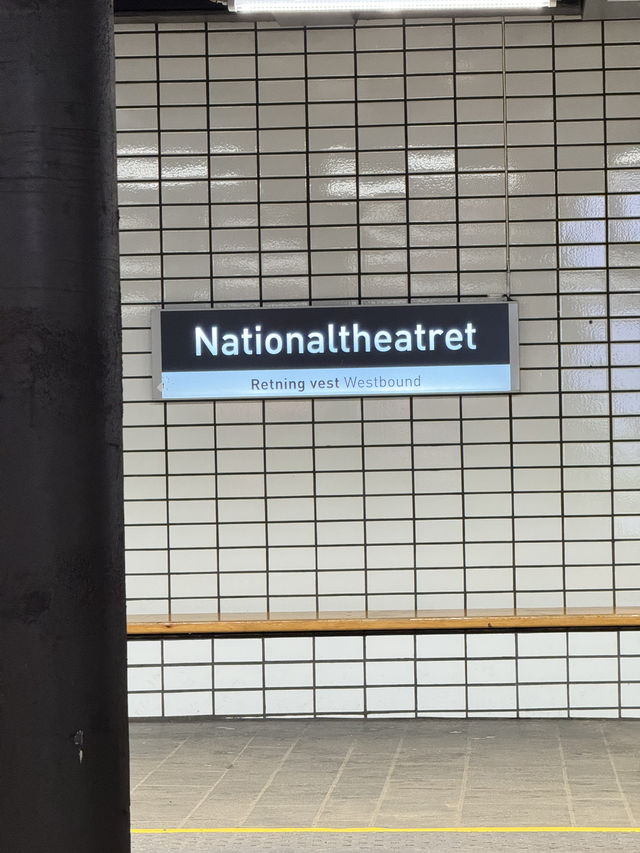 Nationaltheatret
Retning vest Westbound